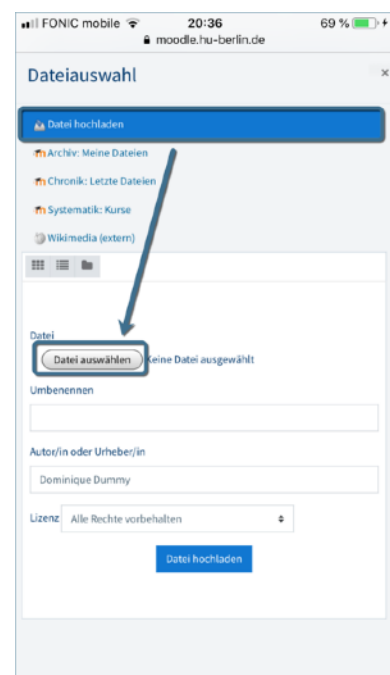 FONIC mobile 20:36 69 %
moodle.hu-berlin.de
Dateiauswahl
×
Datei hochladen
Archiv: Meine Dateien
Chronik: Letzte Dateien
Systematik: Kurse
Wikimedia (extern)
Datei
Datei auswählen Keine Datei ausgewählt
Umbenennen
Autor/in oder Urheber/in
Dominique Dummy
Lizenz Alle Rechte vorbehalten
Datei hochladen